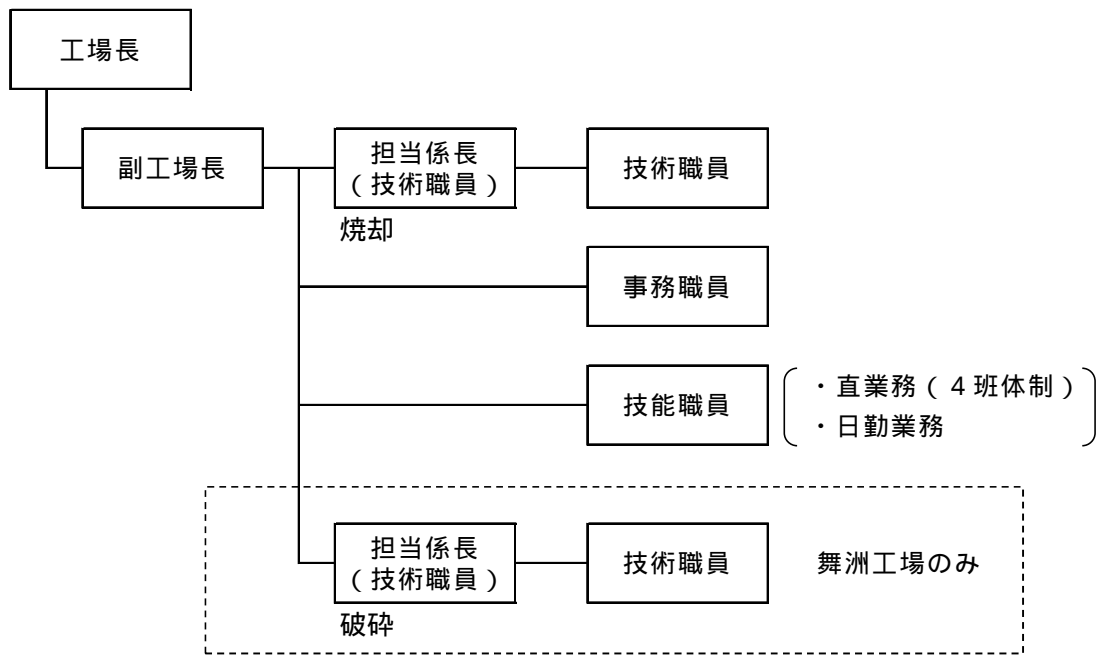 工場長
副工場長
担当係長
（技術職員）
技術職員
焼却
事務職員
技能職員
・直業務（４班体制）
・日勤業務
担当係長
（技術職員）
技術職員
舞洲工場のみ
破砕